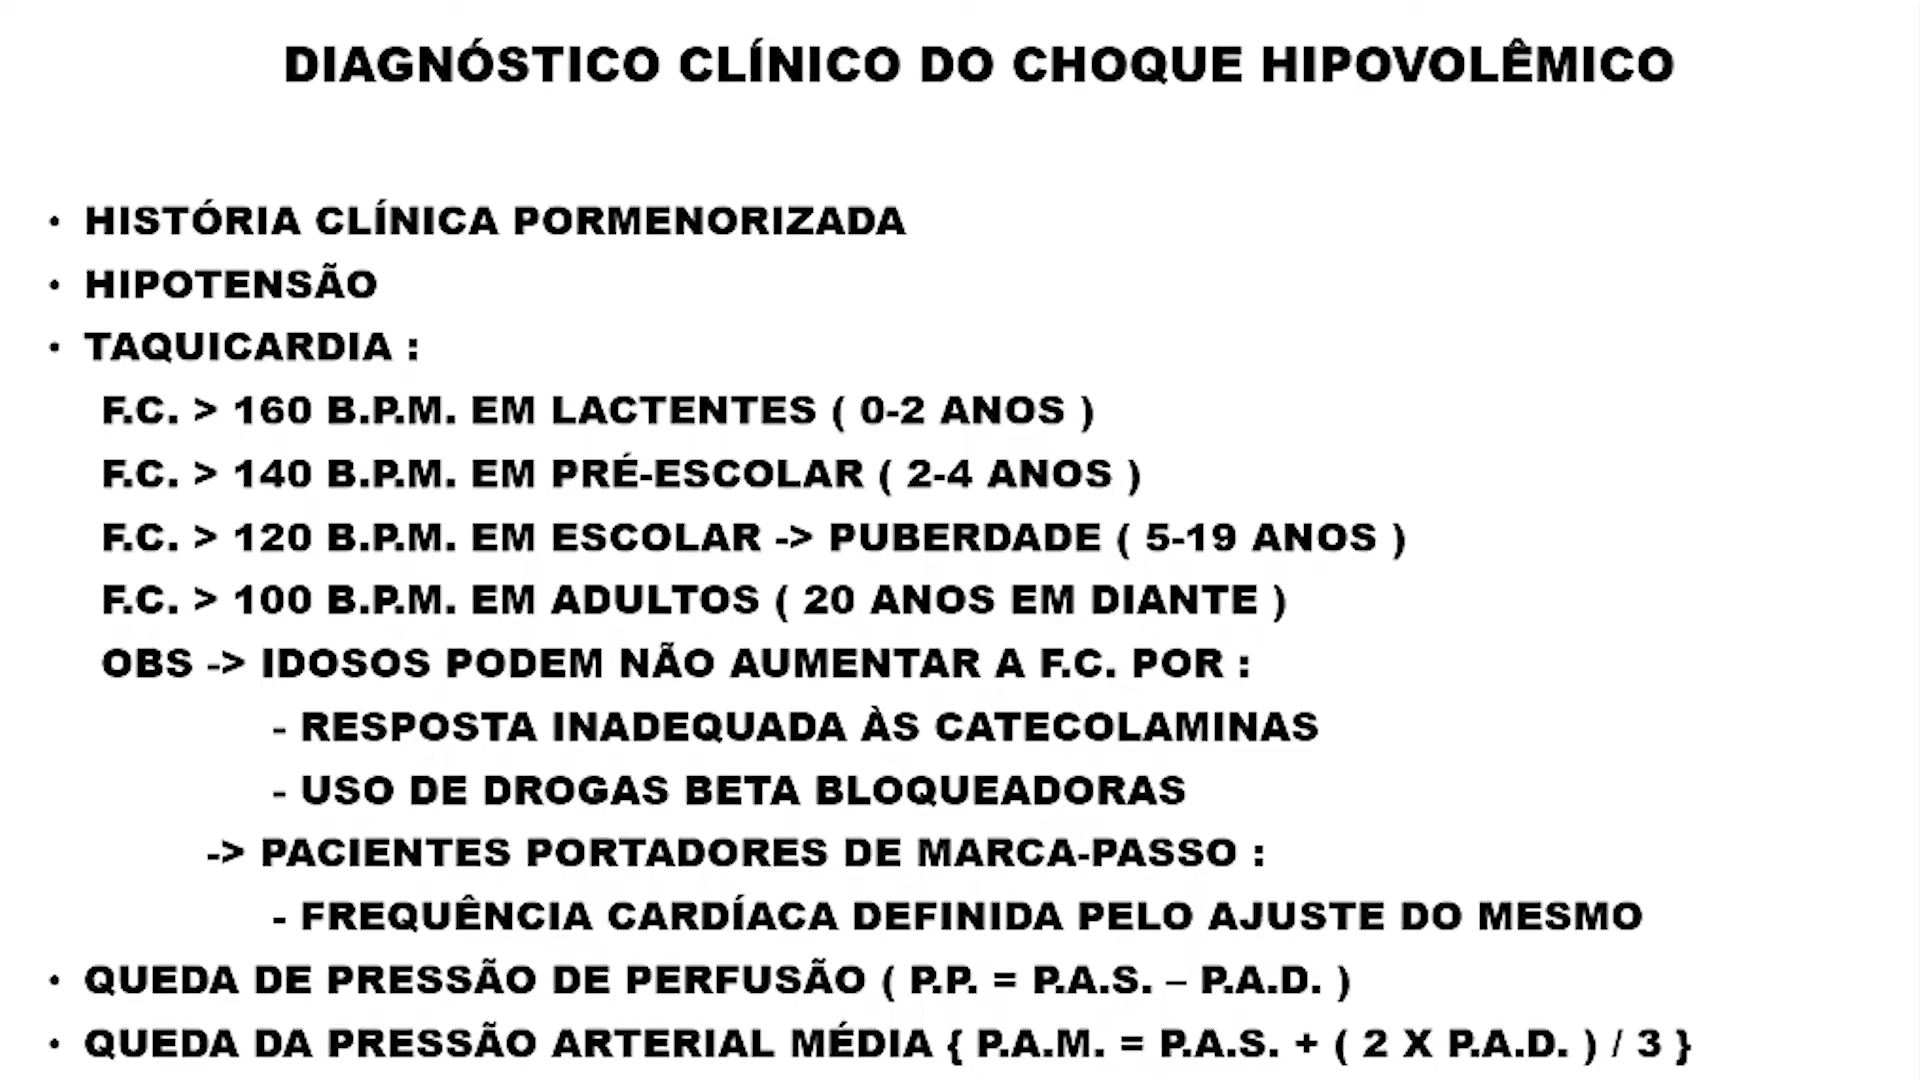 DIAGNÓSTICO CLÍNICO DO CHOQUE HIPOVOLÊMICO
• HISTÓRIA CLÍNICA PORMENORIZADA
• HIPOTENSÃO
• TAQUICARDIA :
F.C. > 160 B.P.M. EM LACTENTES ( 0-2 ANOS )
F.C. > 140 B.P.M. EM PRÉ-ESCOLAR ( 2-4 ANOS )
F.C. > 120 B.P.M. EM ESCOLAR -> PUBERDADE ( 5-19 ANOS )
F.C. > 100 B.P.M. EM ADULTOS ( 20 ANOS EM DIANTE )
OBS -> IDOSOS PODEM NÃO AUMENTAR A F.C. POR :
- RESPOSTA INADEQUADA ÀS CATECOLAMINAS
- USO DE DROGAS BETA BLOQUEADORAS
-> PACIENTES PORTADORES DE MARCA-PASSO :
- FREQUÊNCIA CARDÍACA DEFINIDA PELO AJUSTE DO MESMO
• QUEDA DE PRESSÃO DE PERFUSÃO ( P.P. = P.A.S. – P.A.D. )
• QUEDA DA PRESSÃO ARTERIAL MÉDIA { P.A.M. = P.A.S. + ( 2 X P.A.D. ) / 3 }